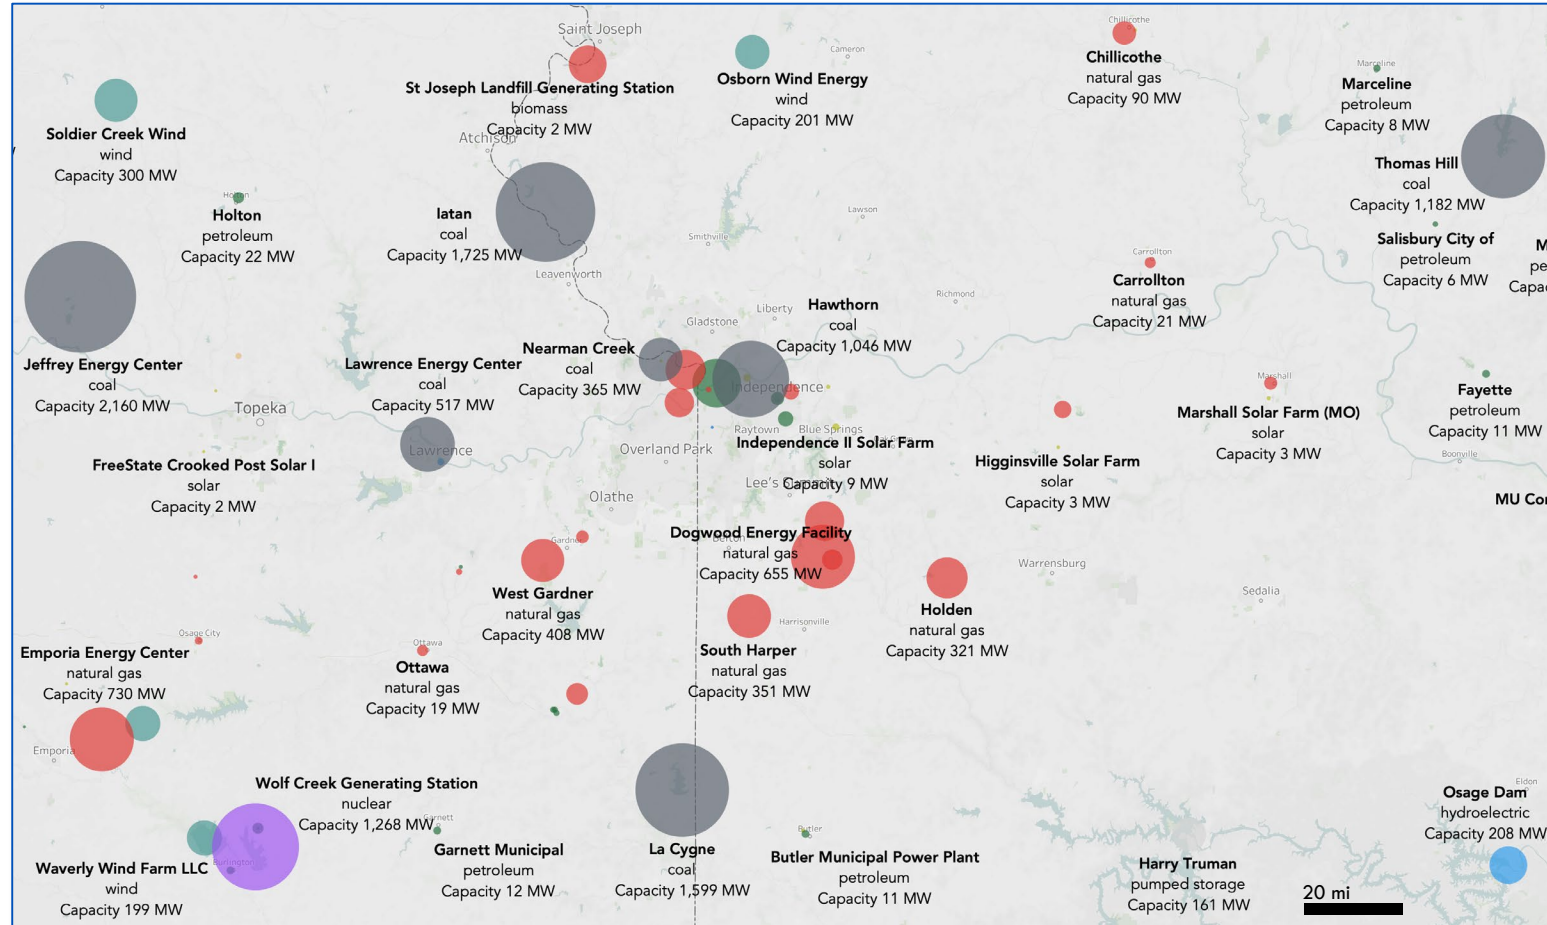 Saint Joseph
Chillicothe
Chillicothe
natural gas
Capacity 90 MW
Cameron
Osborn Wind Energy
wind
Capacity 201 MW
St Joseph Landfill Generating Station
biomass
Capacity 2 MW
Marceline
Marceline
petroleum
Capacity 8 MW
Soldier Creek Wind
wind
Capacity 300 MW
Atchison
Thomas Hill
coal
Capacity 1,182 MW
Holton
Holton
petroleum
Capacity 22 MW
Iatan
coal
Capacity 1,725 MW
Lawson
Smithville
Salisbury City of
petroleum
Capacity 6 MW
M
pe
Capac
Carrollton
Carrollton
natural gas
Capacity 21 MW
Leavenworth
Richmond
Liberty
Gladstone
Hawthorn
coal
Capacity 1,046 MW
Nearman Creek
coal
Capacity 365 MW
Jeffrey Energy Center
coal
Capacity 2,160 MW
Lawrence Energy Center
coal
Capacity 517 MW
Independence
Marshall
Marshall Solar Farm (MO)
solar
Capacity 3 MW
Fayette
petroleum
Capacity 11 MW
Topeka
Raytown
Blue Springs
Independence II Solar Farm
solar
Capacity 9 MW
Lawrence
Overland Park
Boonville
FreeState Crooked Post Solar I
solar
Capacity 2 MW
Higginsville Solar Farm
solar
Capacity 3 MW
Lee's Summit
Olathe
MU Co
Dogwood Energy Facility
natural gas
Capacity 655 MW
Gardner
Belton
West Gardner
natural gas
Capacity 408 MW
Warrensburg
Sedalia
Holden
natural gas
Capacity 321 MW
Harrisonville
South Harper
natural gas
Capacity 351 MW
Osage City
Emporia Energy Center
natural gas
Capacity 730 MW
Ottawa
Ottawa
natural gas
Capacity 19 MW
Emporia
Wolf Creek Generating Station
nuclear
Capacity 1,268 MW
Eldon
Osage Dam
hydroelectric
Capacity 208 MW
Garnett
Garnett Municipal
petroleum
Capacity 12 MW
La Cygne
coal
Capacity 1,599 MW
Butler
Butler Municipal Power Plant
petroleum
Capacity 11 MW
Burlington
Waverly Wind Farm LLC
wind
Capacity 199 MW
Harry Truman
pumped storage
Capacity 161 MW
20 mi